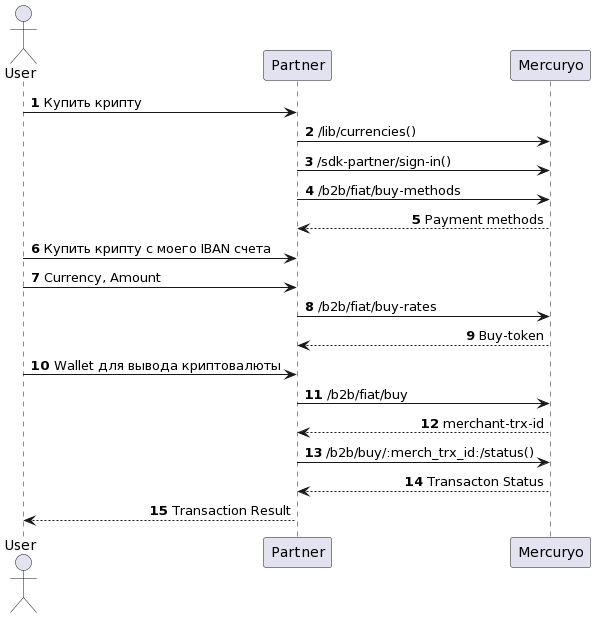 User
Partner
Mercuryo
1 Купить крипту
2 /lib/currencies()
3 /sdk-partner/sign-in()
4 /b2b/fiat/buy-methods
5 Payment methods
6 Купить крипту с моего IBAN счета
7 Currency, Amount
8 /b2b/fiat/buy-rates
9 Buy-token
10 Wallet для вывода криптовалюты
11 /b2b/fiat/buy
12 merchant-trx-id
13 /b2b/buy/:merch_trx_id:/status()
14 Transacton Status
15 Transaction Result
User
Partner
Mercuryo